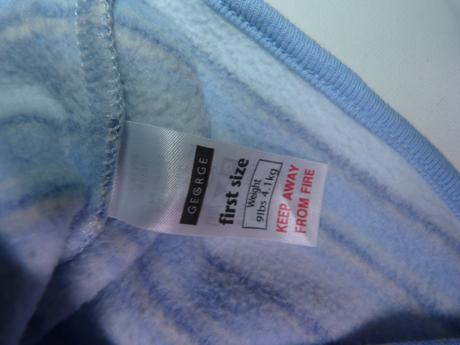 GEORGE
first size
Weight
9lbs 4.1kg
KEEP AWAY
FROM FIRE